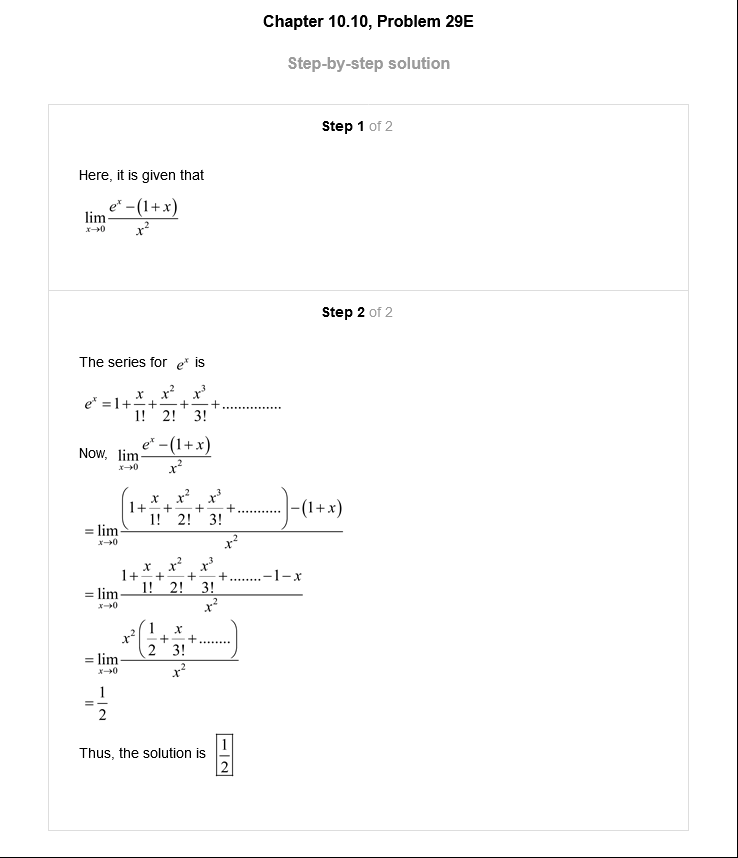 Chapter 10.10, Problem 29E
Step-by-step solution
Step 1 of 2
Here, it is given that
$\lim_{x \to 0} \frac{e^x - (1+x)}{x^2}$
Step 2 of 2
The series for $e^x$ is
$e^x = 1 + \frac{x}{1!} + \frac{x^2}{2!} + \frac{x^3}{3!} + ...............$
Now, $\lim_{x \to 0} \frac{e^x - (1+x)}{x^2}$
$= \lim_{x \to 0} \frac{\left(1 + \frac{x}{1!} + \frac{x^2}{2!} + \frac{x^3}{3!} + ...........\right) - (1+x)}{x^2}$
$= \lim_{x \to 0} \frac{1 + \frac{x}{1!} + \frac{x^2}{2!} + \frac{x^3}{3!} + ........ - 1 - x}{x^2}$
$= \lim_{x \to 0} \frac{x^2\left(\frac{1}{2} + \frac{x}{3!} + ........\right)}{x^2}$
$= \frac{1}{2}$
Thus, the solution is $\boxed{\frac{1}{2}}$